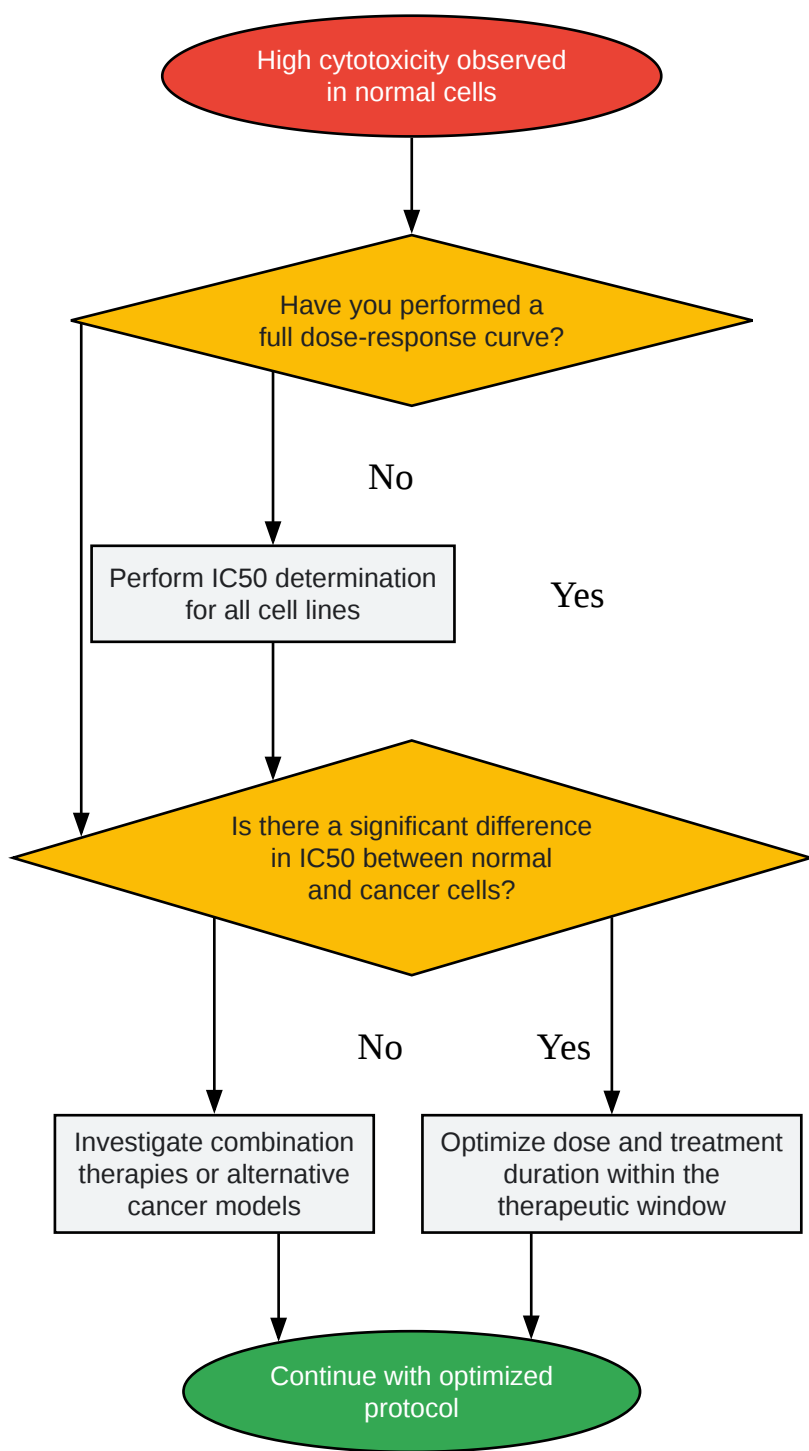 High cytotoxicity observed
in normal cells
Have you performed a
full dose-response curve?
No
Perform IC50 determination
for all cell lines
Yes
Is there a significant difference
in IC50 between normal
and cancer cells?
No
Yes
Investigate combination
therapies or alternative
cancer models
Optimize dose and treatment
duration within the
therapeutic window
Continue with optimized
protocol